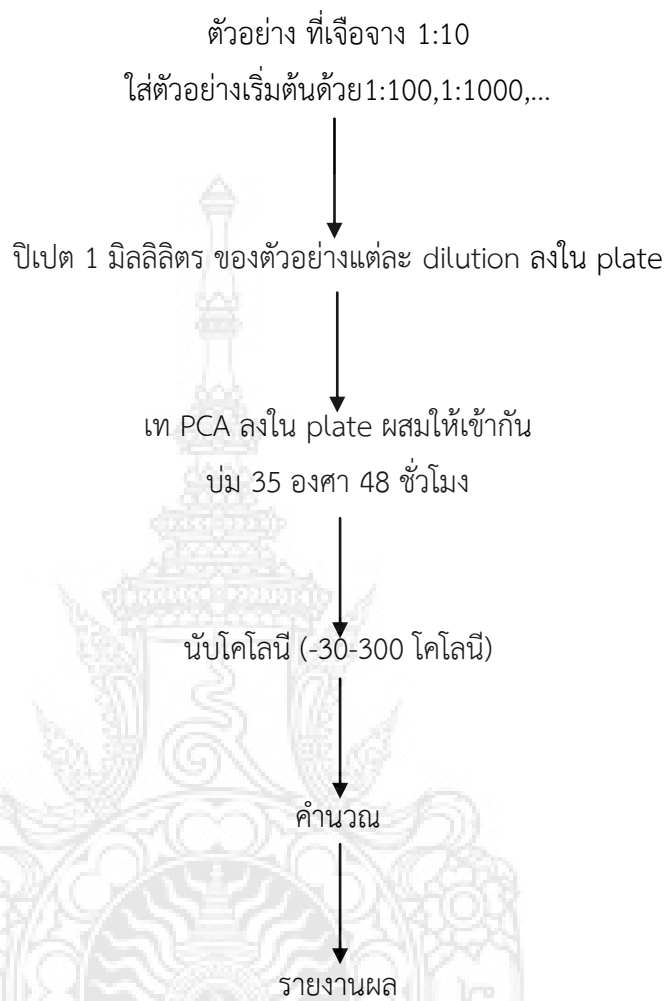 ตัวอย่าง ที่เจือจาง 1:10
ใส่ตัวอย่างเริ่มต้นด้วย1:100,1:1000,...
ปิเปต 1 มิลลิลิตร ของตัวอย่างแต่ละ dilution ลงใน plate
เท PCA ลงใน plate ผสมให้เข้ากัน
บ่ม 35 องศา 48 ชั่วโมง
นับโคโลนี (-30-300 โคโลนี)
คำนวณ
รายงานผล